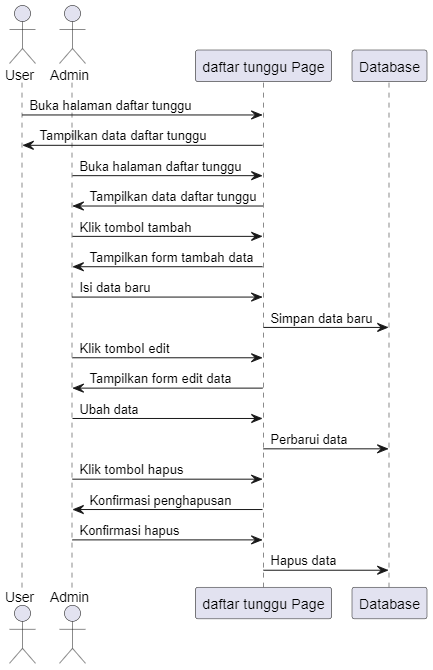 User
Admin
daftar tunggu Page
Database
Buka halaman daftar tunggu
Tampilkan data daftar tunggu
Buka halaman daftar tunggu
Tampilkan data daftar tunggu
Klik tombol tambah
Tampilkan form tambah data
Isi data baru
Simpan data baru
Klik tombol edit
Tampilkan form edit data
Ubah data
Perbarui data
Klik tombol hapus
Konfirmasi penghapusan
Konfirmasi hapus
Hapus data
User
Admin
daftar tunggu Page
Database